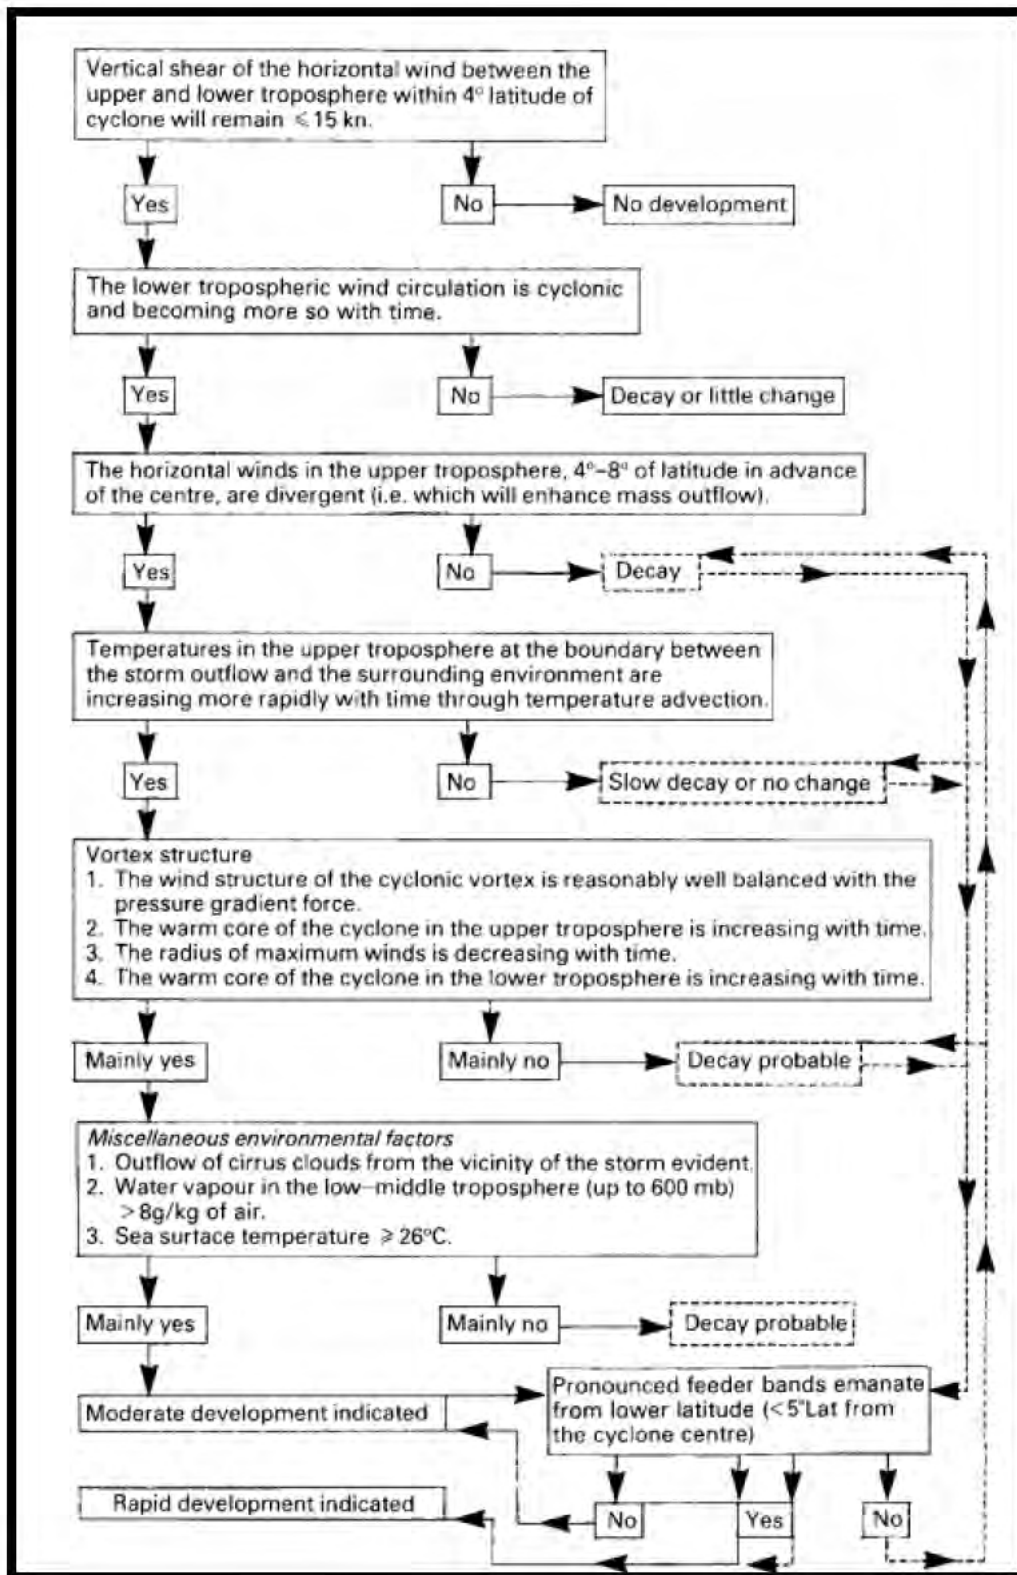 Vertical shear of the horizontal wind between the
upper and lower troposphere within 4° latitude of
cyclone will remain ⩽ 15 kn.
Yes
No
No development
The lower tropospheric wind circulation is cyclonic
and becoming more so with time.
Yes
No
Decay or little change
The horizontal winds in the upper troposphere, 4°–8° of latitude in advance
of the centre, are divergent (i.e. which will enhance mass outflow).
Yes
No
Decay
Temperatures in the upper troposphere at the boundary between
the storm outflow and the surrounding environment are
increasing more rapidly with time through temperature advection.
Yes
No
Slow decay or no change
Vortex structure
1. The wind structure of the cyclonic vortex is reasonably well balanced with the
pressure gradient force.
2. The warm core of the cyclone in the upper troposphere is increasing with time.
3. The radius of maximum winds is decreasing with time.
4. The warm core of the cyclone in the lower troposphere is increasing with time.
Mainly yes
Mainly no
Decay probable
Miscellaneous environmental factors
1. Outflow of cirrus clouds from the vicinity of the storm evident.
2. Water vapour in the low–middle troposphere (up to 600 mb)
>8g/kg of air.
3. Sea surface temperature ⩾ 26°C.
Mainly yes
Mainly no
Decay probable
Moderate development indicated
Pronounced feeder bands emanate
from lower latitude (<5°Lat from
the cyclone centre)
Rapid development indicated
No
Yes
No